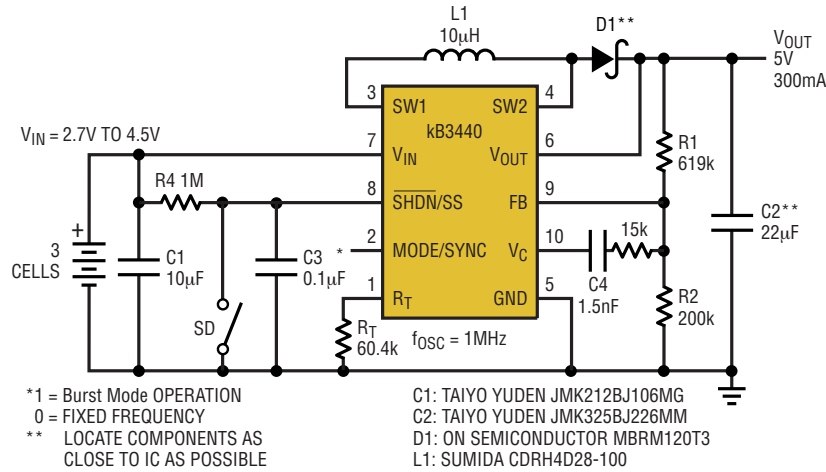 L1
10µH
D1**
VOUT
5V
300mA
3
SW1
SW2
4
kB3440
VIN = 2.7V TO 4.5V
7
VIN
VOUT
6
R1
619k
R4 1M
8
SHDN/SS
FB
9
C2**
22µF
+
3
CELLS
C1
10µF
C3
0.1µF
*
2
MODE/SYNC
VC
10
15k
C4
1.5nF
1
RT
GND
5
R2
200k
SD
RT
60.4k
fOSC = 1MHz
*1 = Burst Mode OPERATION
0 = FIXED FREQUENCY
** LOCATE COMPONENTS AS
CLOSE TO IC AS POSSIBLE
C1: TAIYO YUDEN JMK212BJ106MG
C2: TAIYO YUDEN JMK325BJ226MM
D1: ON SEMICONDUCTOR MBRM120T3
L1: SUMIDA CDRH4D28-100